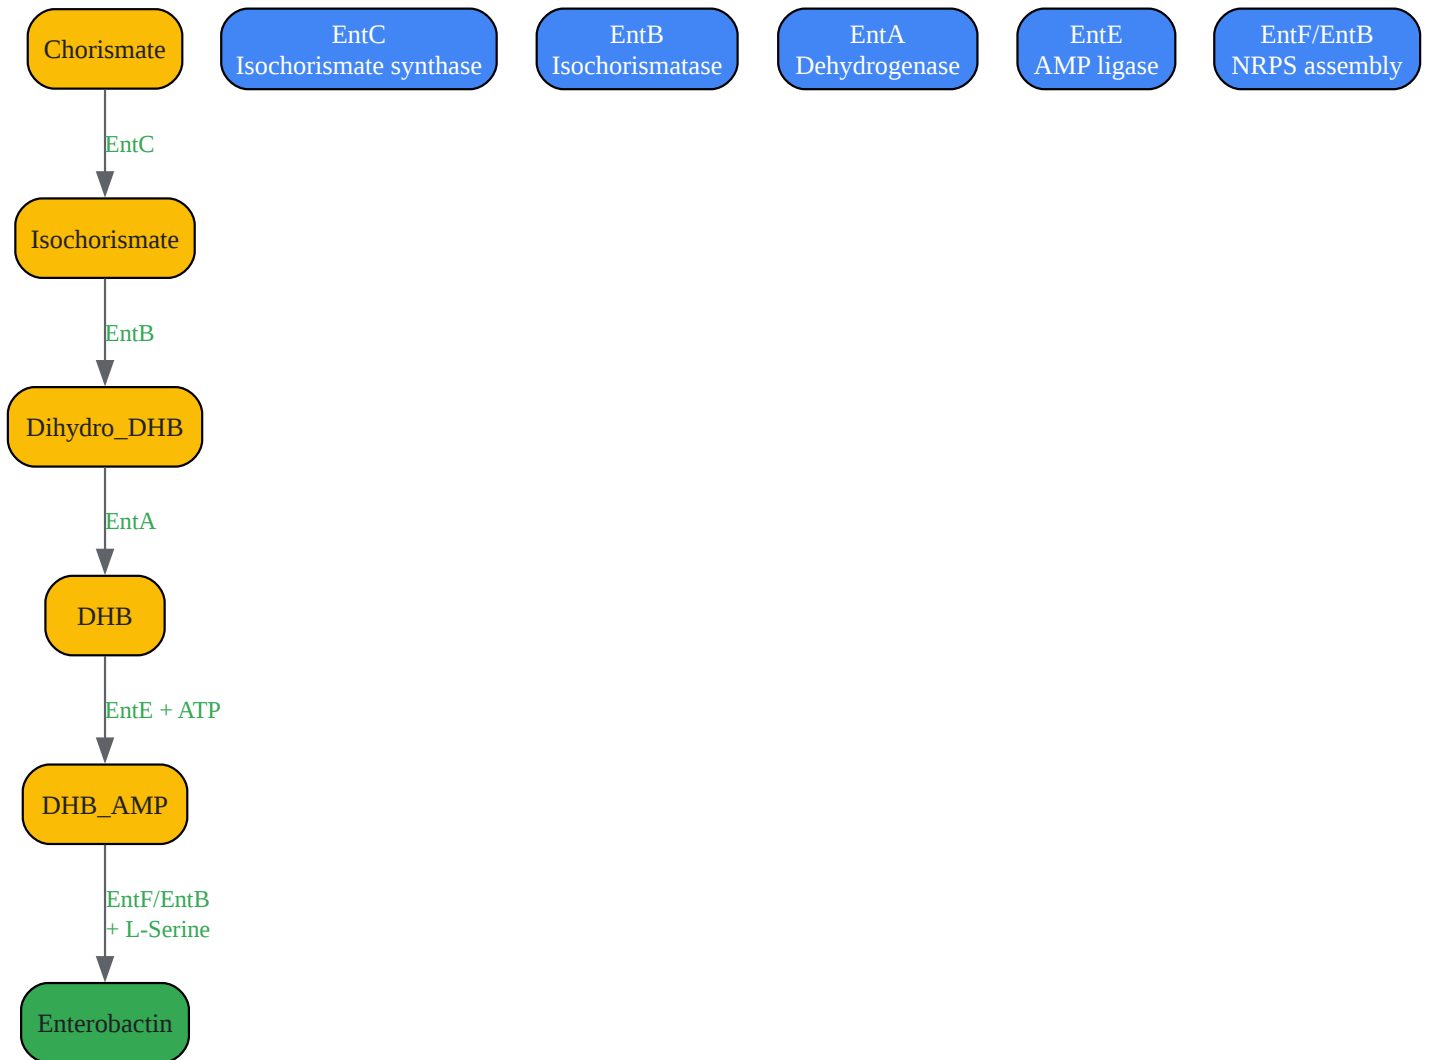 Chorismate
EntC
Isochorismate synthase
EntB
Isochorismatase
EntA
Dehydrogenase
EntE
AMP ligase
EntF/EntB
NRPS assembly
EntC
Isochorismate
EntB
Dihydro_DHB
EntA
DHB
EntE + ATP
DHB_AMP
EntF/EntB
+ L-Serine
Enterobactin